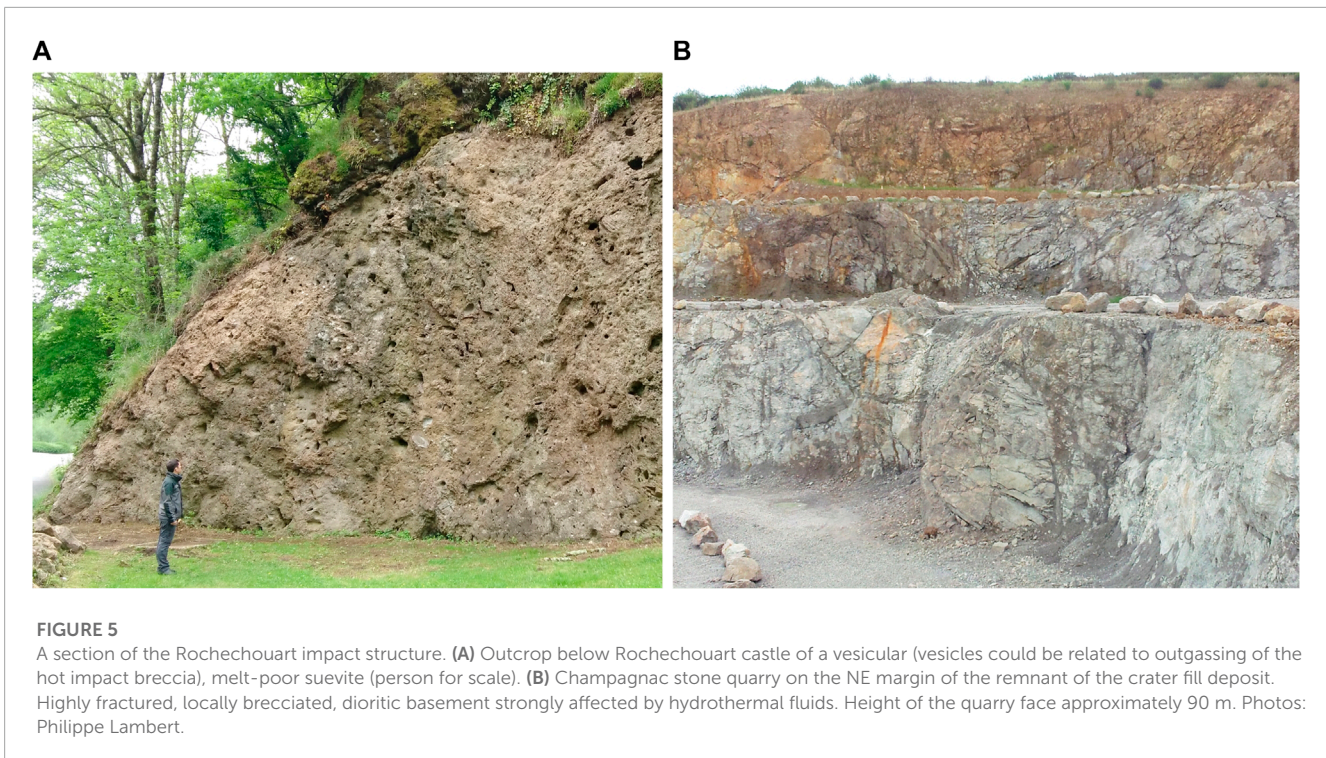 A
B
FIGURE 5
A section of the Rochechouart impact structure. (A) Outcrop below Rochechouart castle of a vesicular (vesicles could be related to outgassing of the
hot impact breccia), melt-poor suevite (person for scale). (B) Champagnac stone quarry on the NE margin of the remnant of the crater fill deposit.
Highly fractured, locally brecciated, dioritic basement strongly affected by hydrothermal fluids. Height of the quarry face approximately 90 m. Photos:
Philippe Lambert.